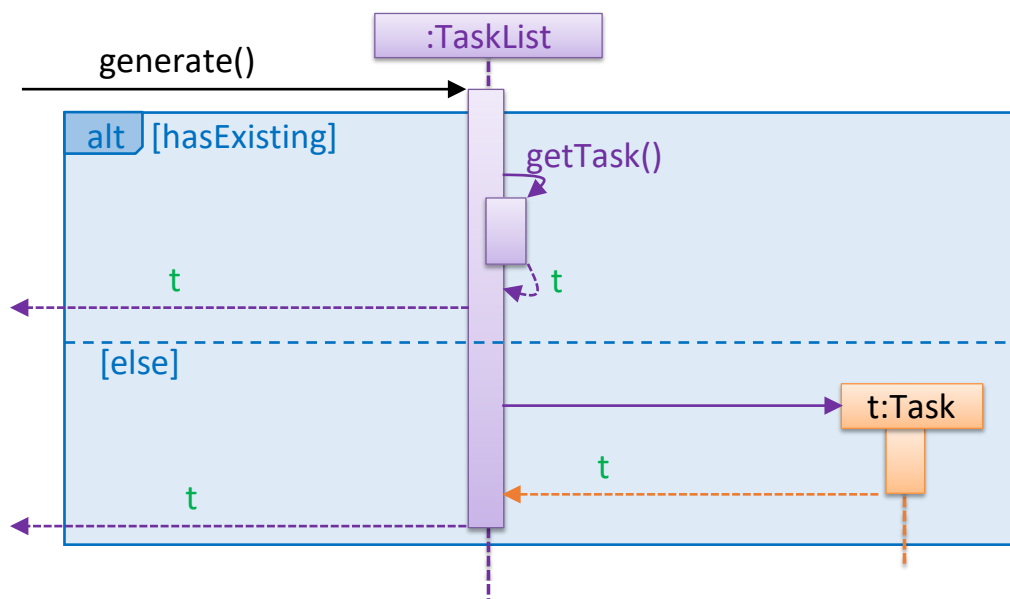 :TaskList
generate()
alt [hasExisting]
getTask()
t
t
[else]
t:Task
t
t